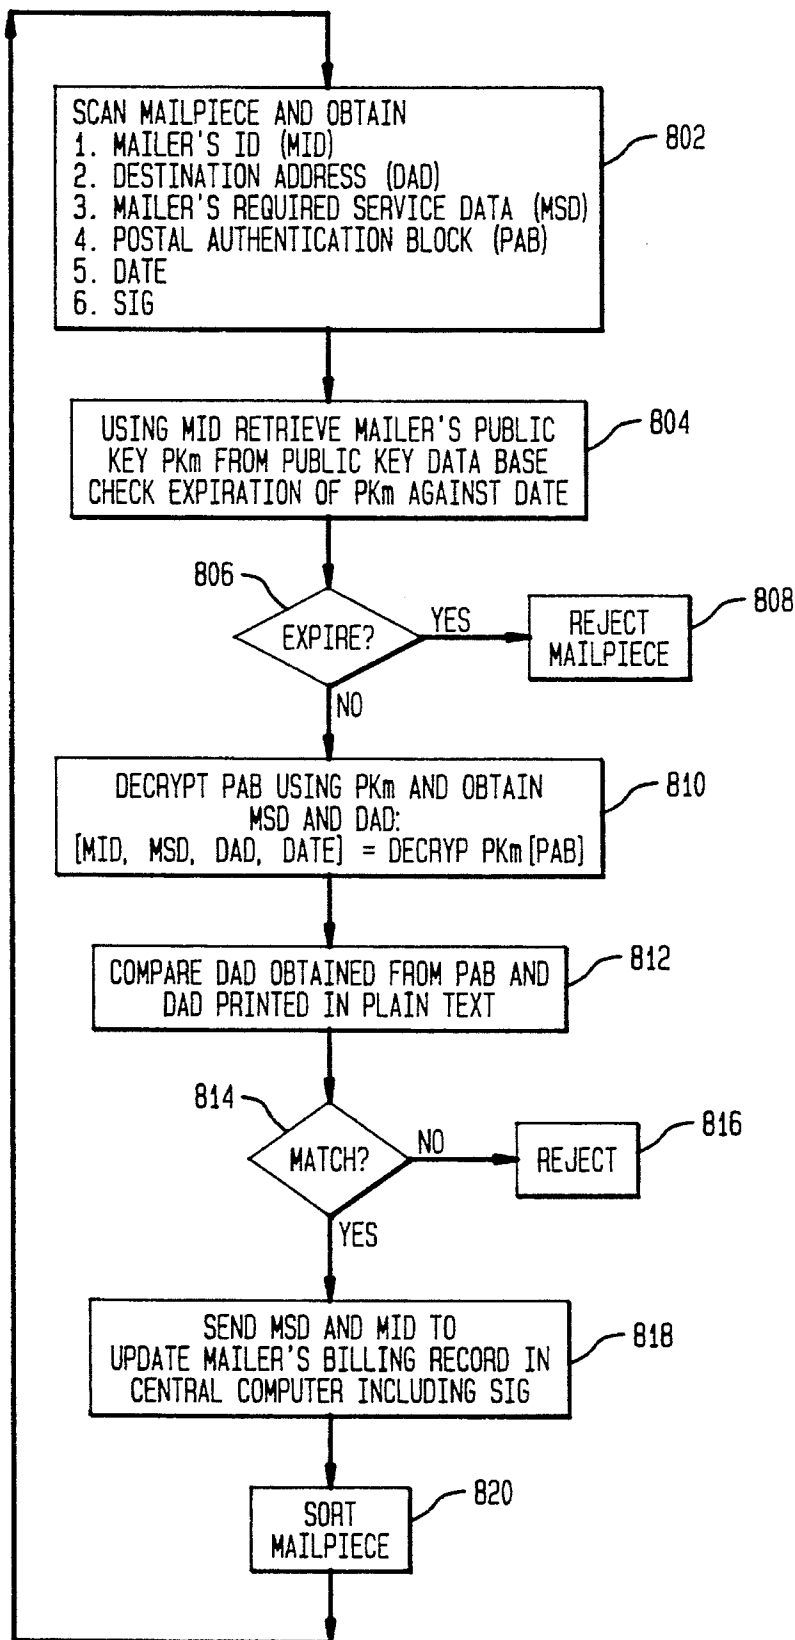 SCAN MAILPIECE AND OBTAIN
1. MAILER'S ID (MID)
2. DESTINATION ADDRESS (DAD)
3. MAILER'S REQUIRED SERVICE DATA (MSD)
4. POSTAL AUTHENTICATION BLOCK (PAB)
5. DATE
6. SIG
802
USING MID RETRIEVE MAILER'S PUBLIC
KEY PKm FROM PUBLIC KEY DATA BASE
CHECK EXPIRATION OF PKm AGAINST DATE
804
806
EXPIRE?
YES
REJECT
MAILPIECE
808
NO
DECRYPT PAB USING PKm AND OBTAIN
MSD AND DAD:
[MID, MSD, DAD, DATE] = DECRYP PKm [PAB]
810
COMPARE DAD OBTAINED FROM PAB AND
DAD PRINTED IN PLAIN TEXT
812
814
MATCH?
NO
REJECT
816
YES
SEND MSD AND MID TO
UPDATE MAILER'S BILLING RECORD IN
CENTRAL COMPUTER INCLUDING SIG
818
SORT
MAILPIECE
820